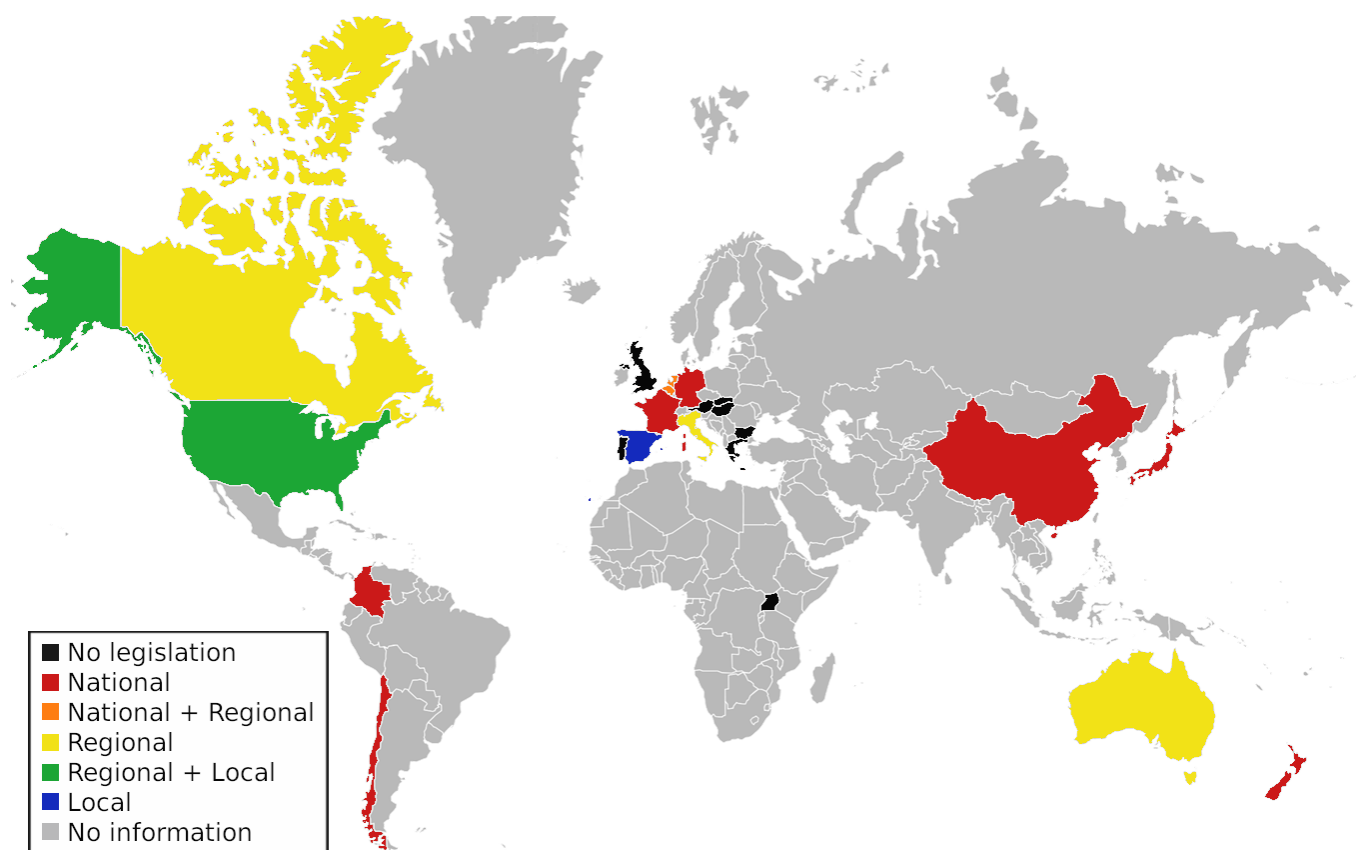 No legislation
National
National + Regional
Regional
Regional + Local
Local
No information